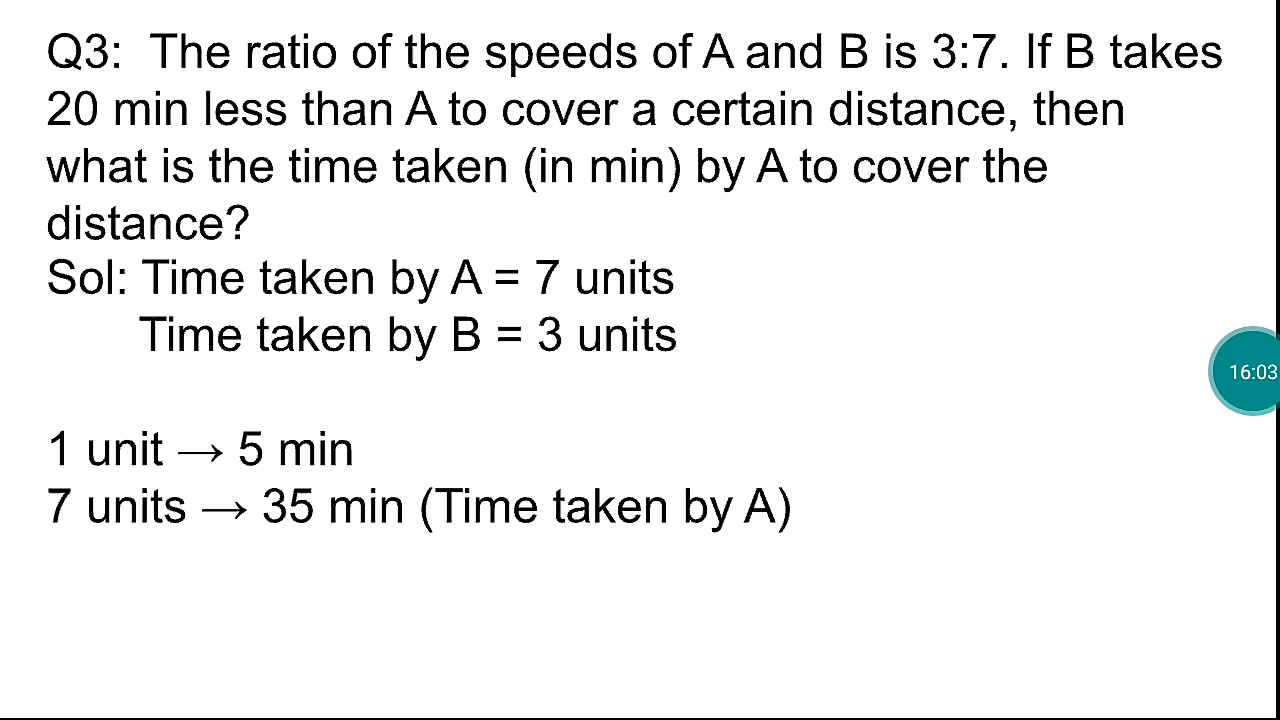 Q3:  The ratio of the speeds of A and B is 3:7. If B takes
20 min less than A to cover a certain distance, then
what is the time taken (in min) by A to cover the
distance?
Sol: Time taken by A = 7 units
Time taken by B = 3 units
16:03
1 unit → 5 min
7 units → 35 min (Time taken by A)